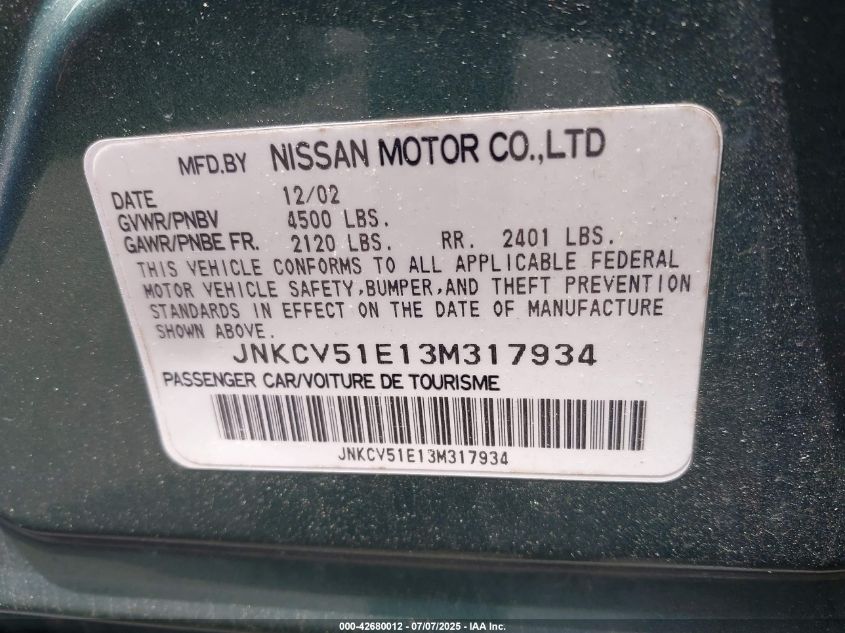 MFD.BY NISSAN MOTOR CO.,LTD
DATE 12/02
GVWR/PNBV 4500 LBS.
GAWR/PNBE FR. 2120 LBS. RR. 2401 LBS.
THIS VEHICLE CONFORMS TO ALL APPLICABLE FEDERAL
MOTOR VEHICLE SAFETY,BUMPER,AND THEFT PREVENTION
STANDARDS IN EFFECT ON THE DATE OF MANUFACTURE
SHOWN ABOVE.
JNKCV51E13M317934
PASSENGER CAR/VOITURE DE TOURISME
JNKCV51E13M317934
000-42680012 - 07/07/2025 - IAA Inc.